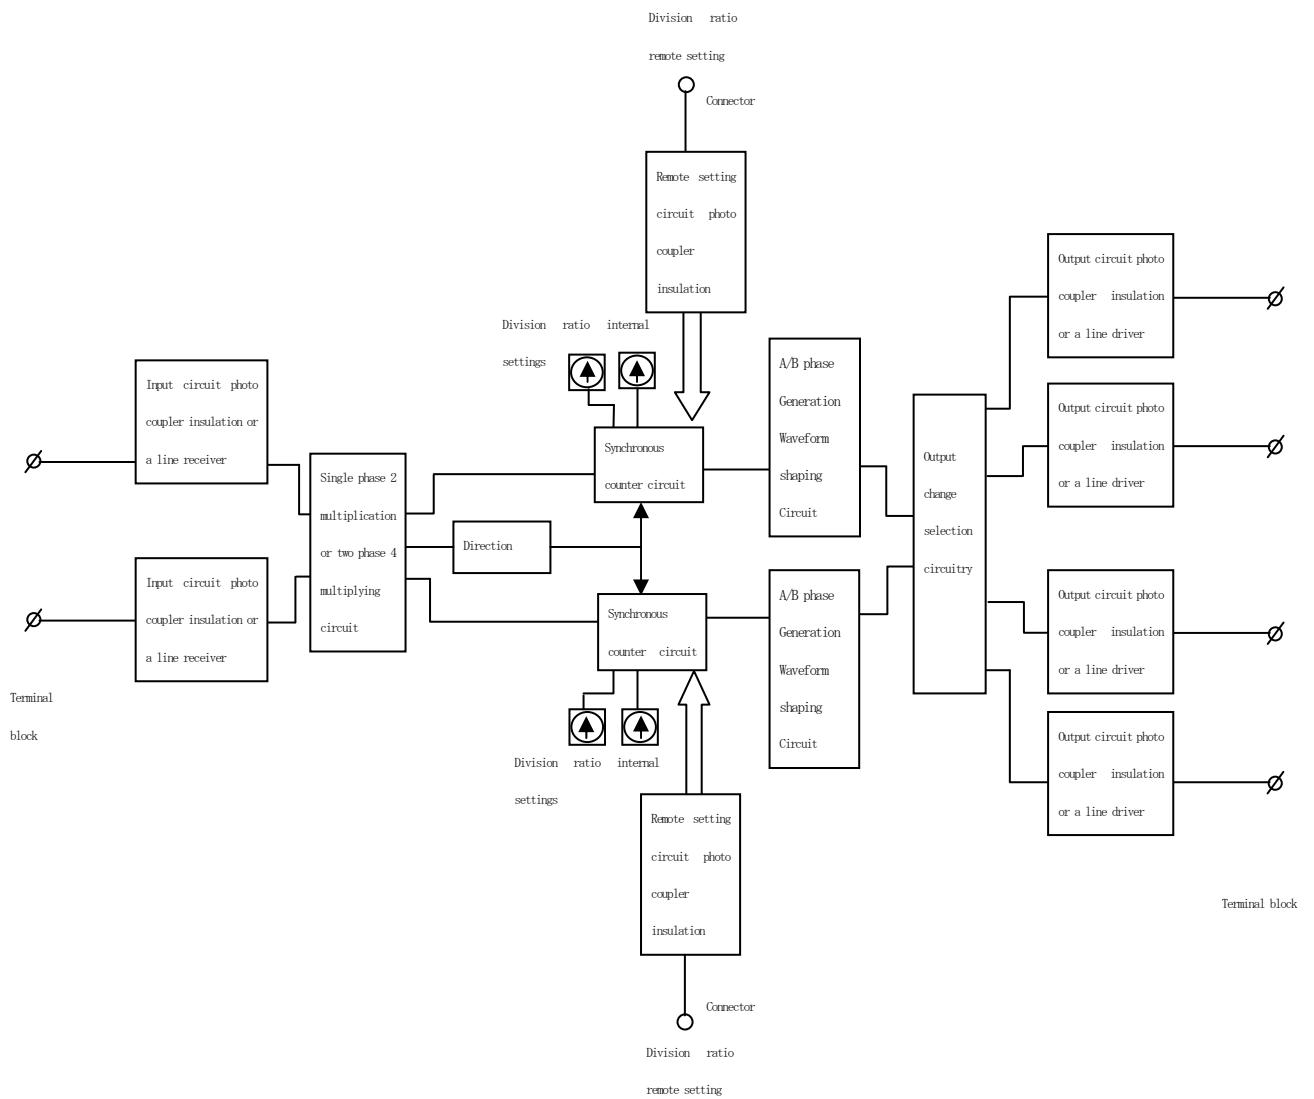 Division ratio
remote setting
Connector
Remote setting
circuit photo
coupler
insulation
Division ratio internal
settings
Input circuit photo
coupler insulation or
a line receiver
Input circuit photo
coupler insulation or
a line receiver
Terminal
block
Single phase 2
multiplication
or two phase 4
multiplying
circuit
Direction
Synchronous
counter circuit
Synchronous
counter circuit
Division ratio internal
settings
Remote setting
circuit photo
coupler
insulation
Connector
Division ratio
remote setting
A/B phase
Generation
Waveform
shaping
Circuit
A/B phase
Generation
Waveform
shaping
Circuit
Output
change
selection
circuitry
Output circuit photo
coupler insulation
or a line driver
Output circuit photo
coupler insulation
or a line driver
Output circuit photo
coupler insulation
or a line driver
Output circuit photo
coupler insulation
or a line driver
Terminal block